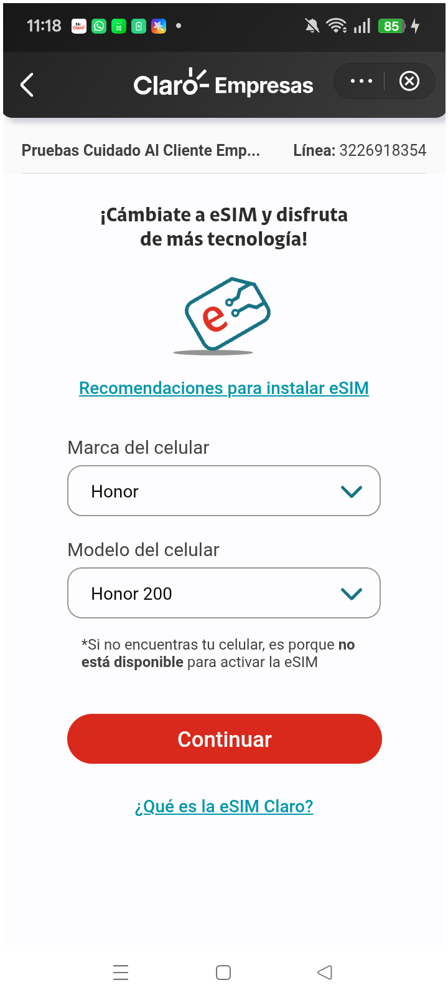 11:18
Mi
Claro
85
Claro- Empresas
Pruebas Cuidado Al Cliente Emp...
Línea: 3226918354
¡Cámbiate a eSIM y disfruta
de más tecnología!
e
Recomendaciones para instalar eSIM
Marca del celular
Honor
Modelo del celular
Honor 200
*Si no encuentras tu celular, es porque no
está disponible para activar la eSIM
Continuar
¿Qué es la eSIM Claro?